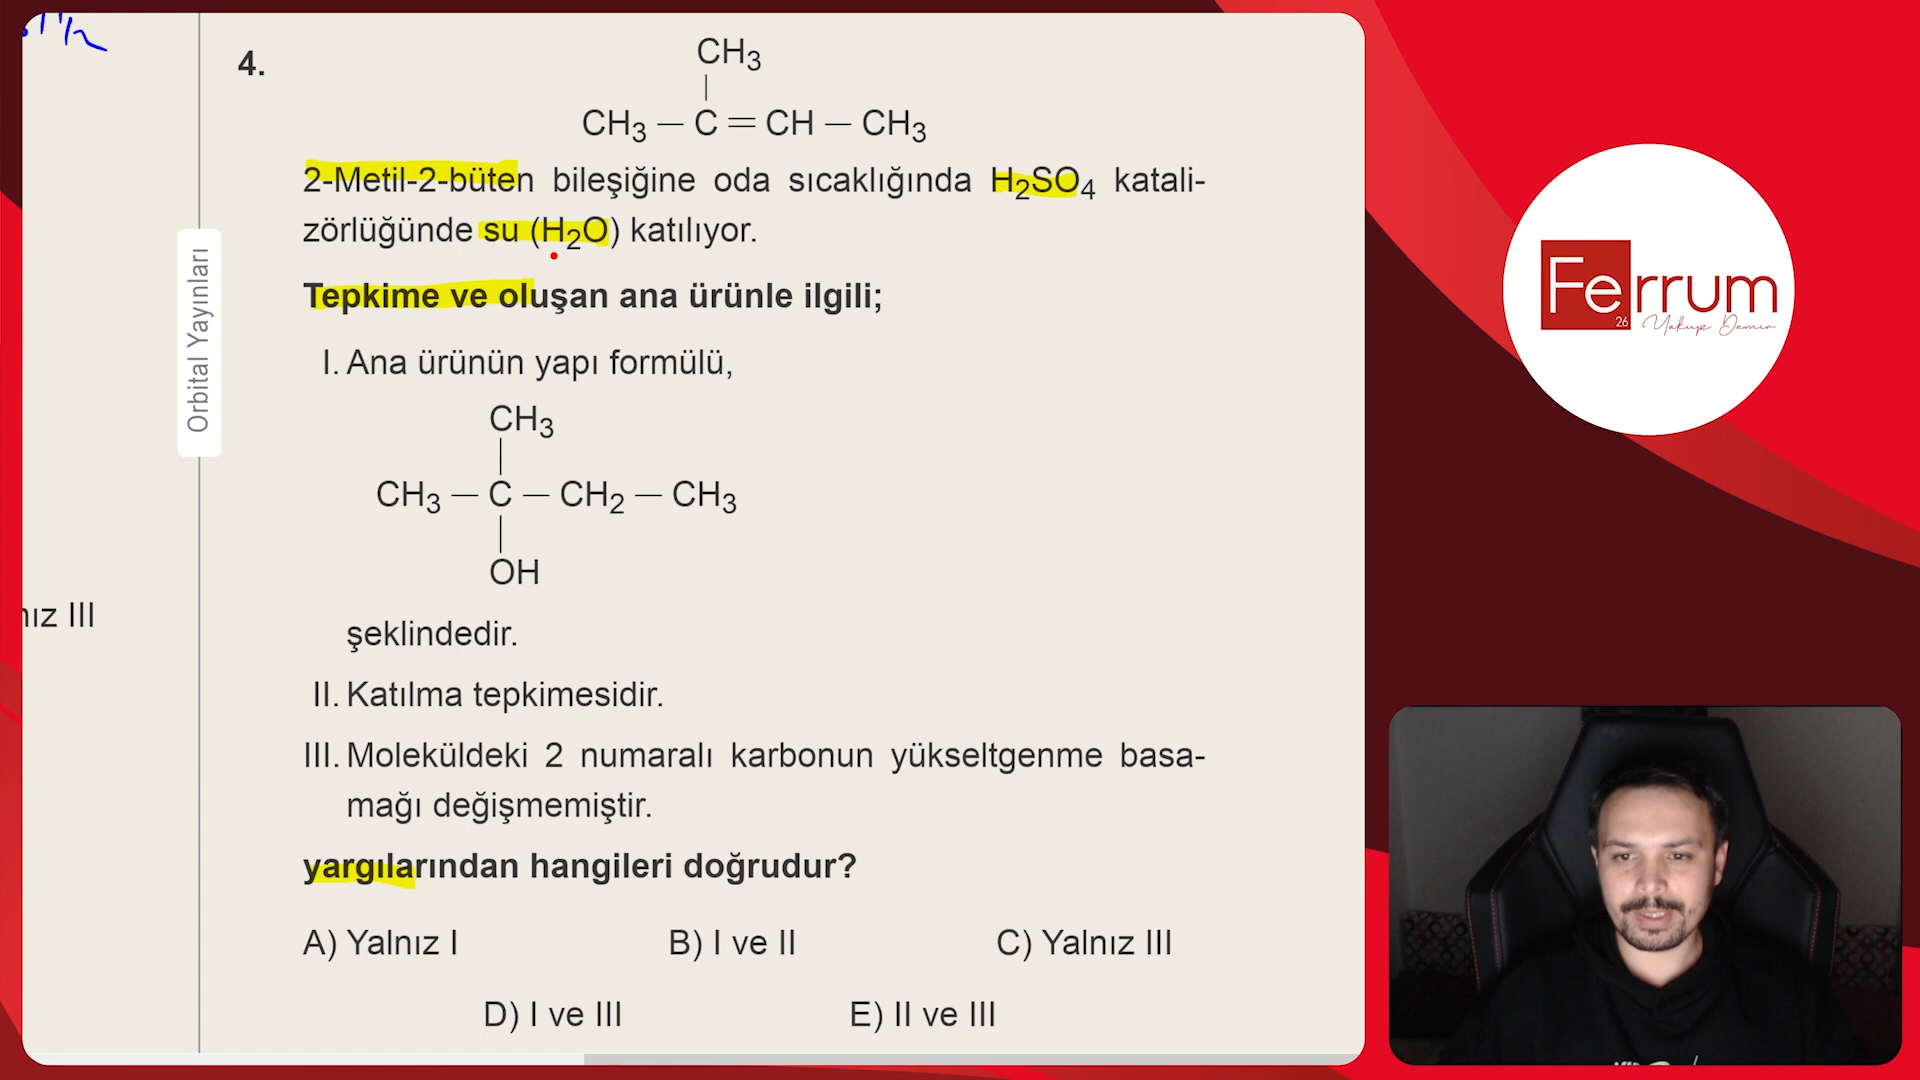 4.
CH3
CH3 — C = CH — CH3
2-Metil-2-büten bileşiğine oda sıcaklığında H2SO4 katali-
zörlüğünde su (H2O) katılıyor.
Tepkime ve oluşan ana ürünle ilgili;
I. Ana ürünün yapı formülü,
CH3
CH3 — C — CH2 — CH3
OH
şeklindedir.
II. Katılma tepkimesidir.
III. Moleküldeki 2 numaralı karbonun yükseltgenme basa-
mağı değişmemiştir.
yargılarından hangileri doğrudur?
A) Yalnız I
B) I ve II
C) Yalnız III
D) I ve III
E) II ve III
Orbital Yayınları
III
Ferrum
26 Yakup Demir